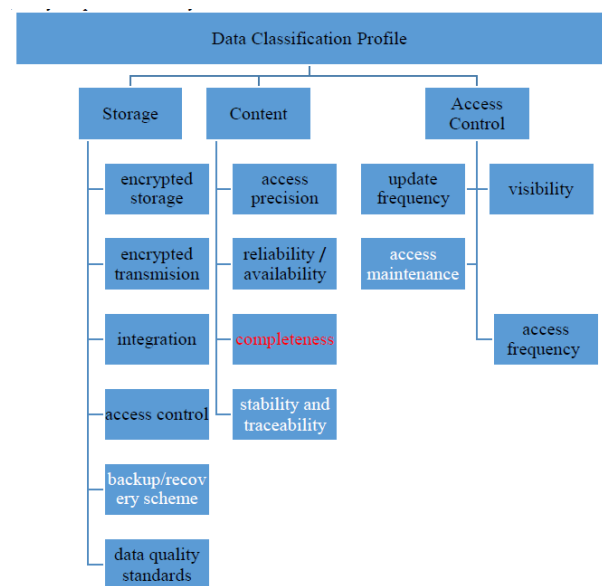 Data Classification Profile
Storage
Content
Access
Control
encrypted
storage
encrypted
transmision
integration
access control
backup/recov
ery scheme
data quality
standards
access
precision
reliability /
availability
completeness
stability and
traceability
update
frequency
visibility
access
maintenance
access
frequency